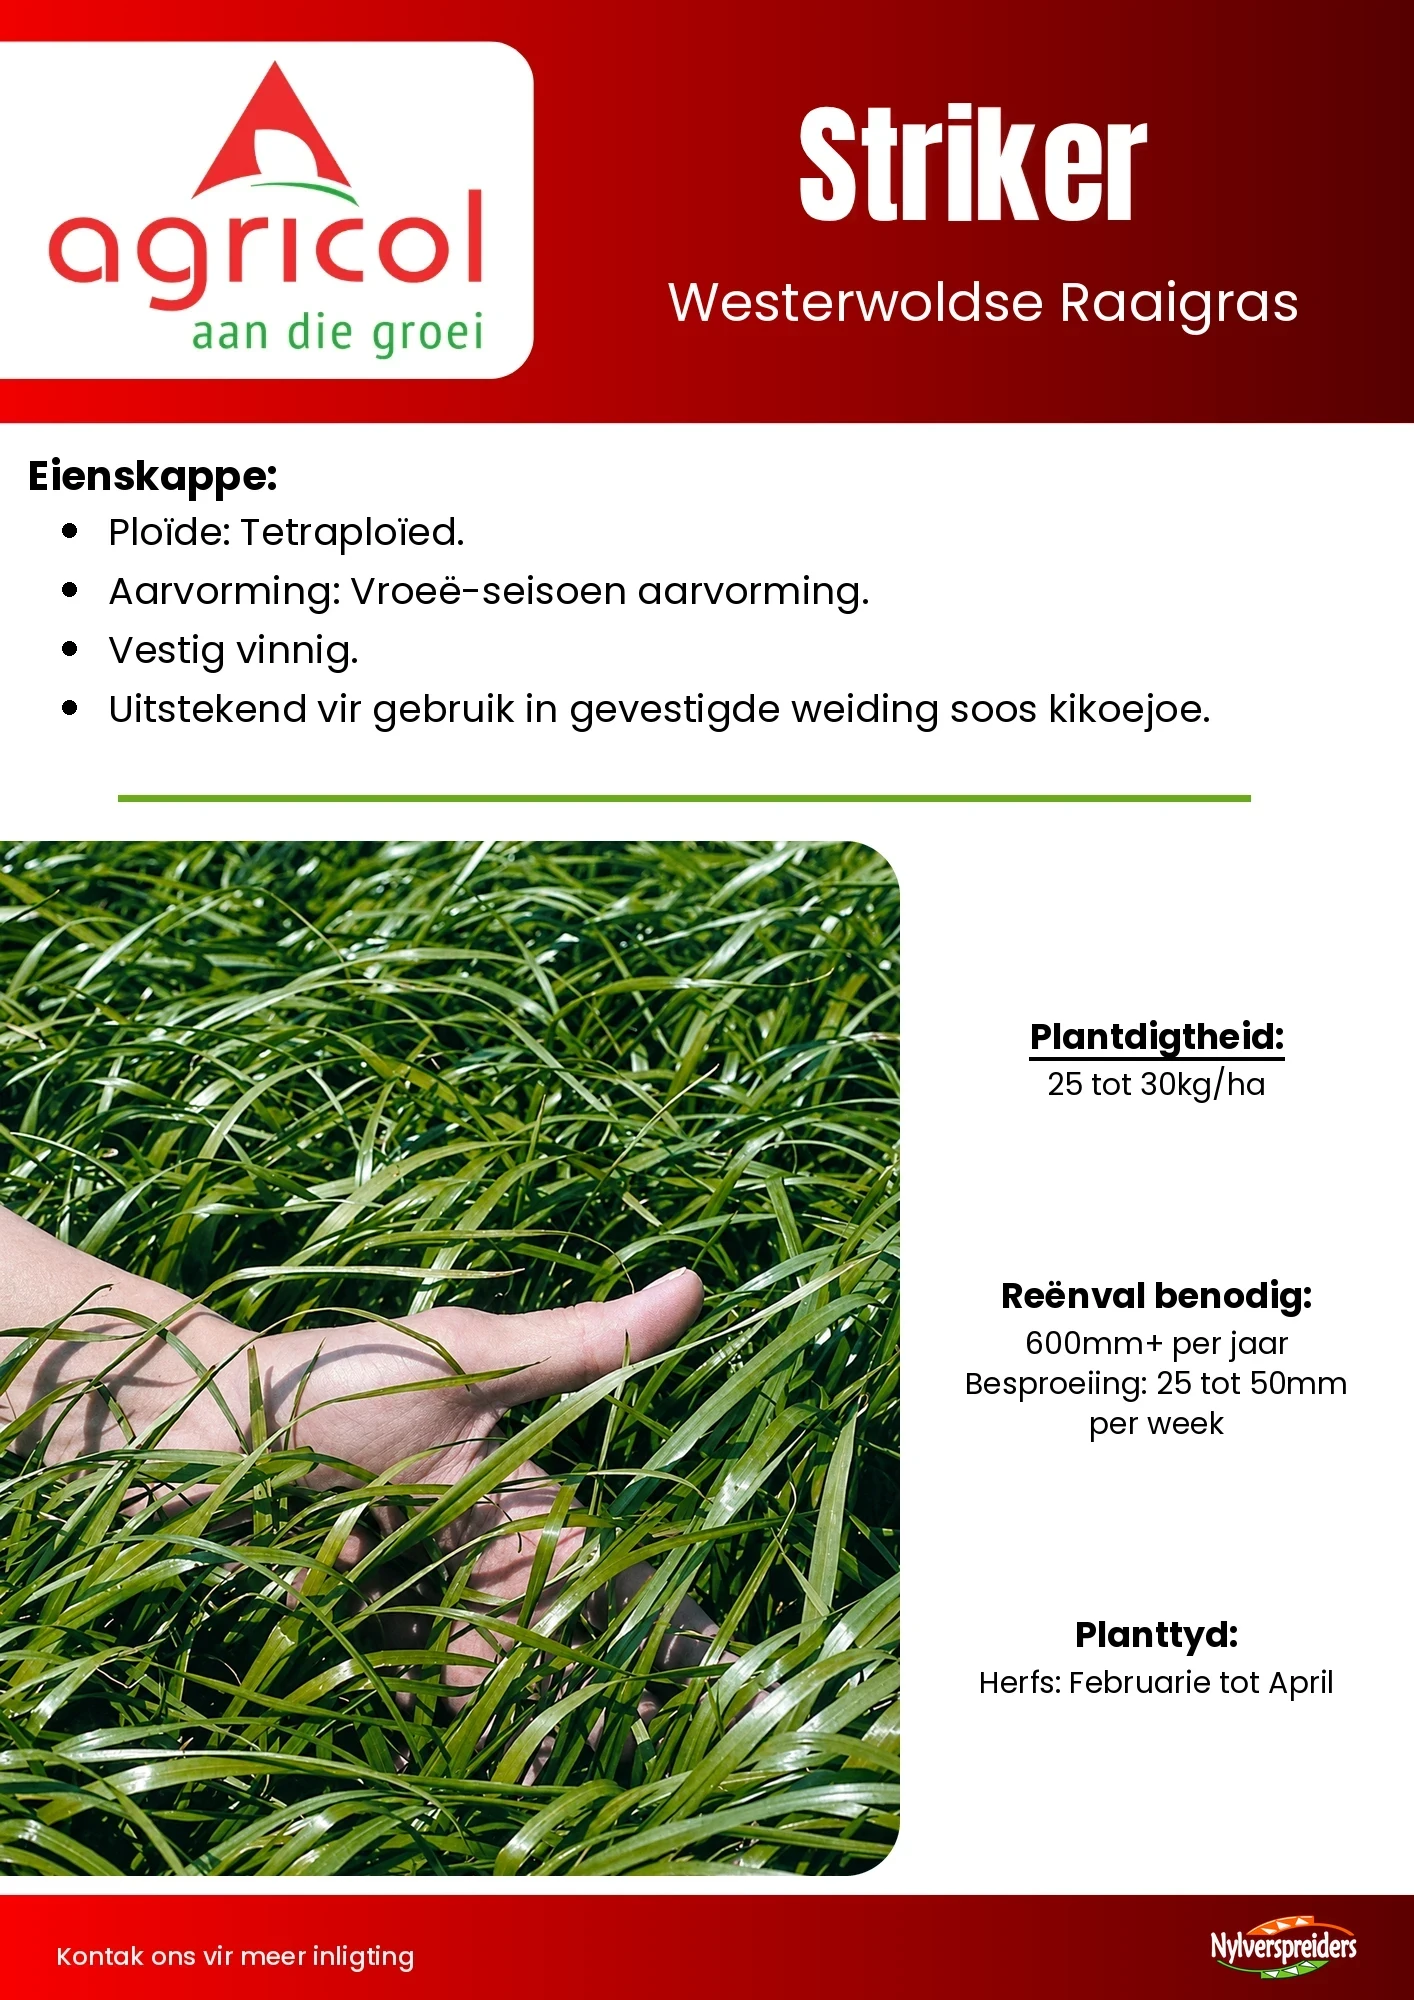 agricol
aan die groei
Striker
Westerwoldse Raaigras
Eienskappe:
• Ploïde: Tetraploïed.
• Aarvorming: Vroeë-seisoen aarvorming.
• Vestig vinnig.
• Uitstekend vir gebruik in gevestigde weiding soos kikoejoe.
Plantdigtheid:
25 tot 30kg/ha
Reënval benodig:
600mm+ per jaar
Besproeiing: 25 tot 50mm
per week
Planttyd:
Herfs: Februarie tot April
Kontak ons vir meer inligting
Nylverspreiders